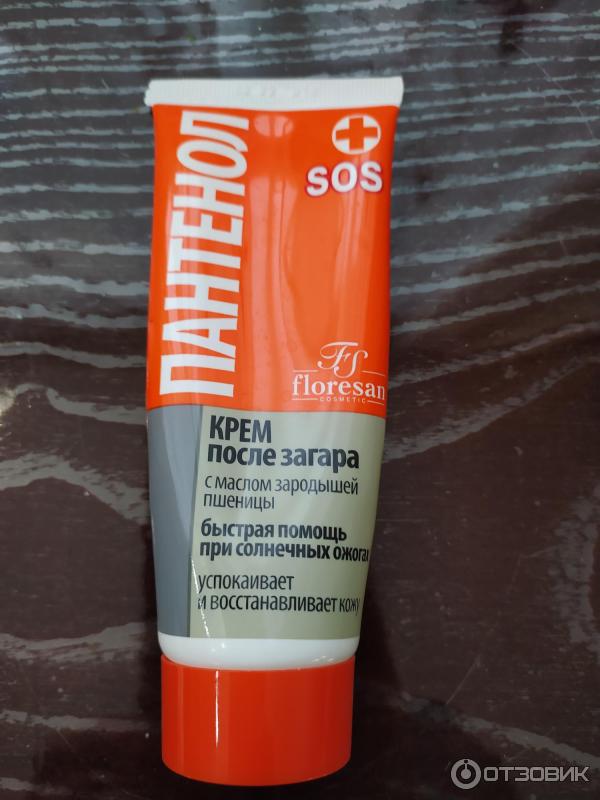 ПАНТЕНОЛ
SOS
FS
floresan
COSMETIC
КРЕМ
после загара
с маслом зародышей
пшеницы
быстрая помощь
при солнечных ожогах
успокаивает
и восстанавливает кожу
ОТЗОВИК